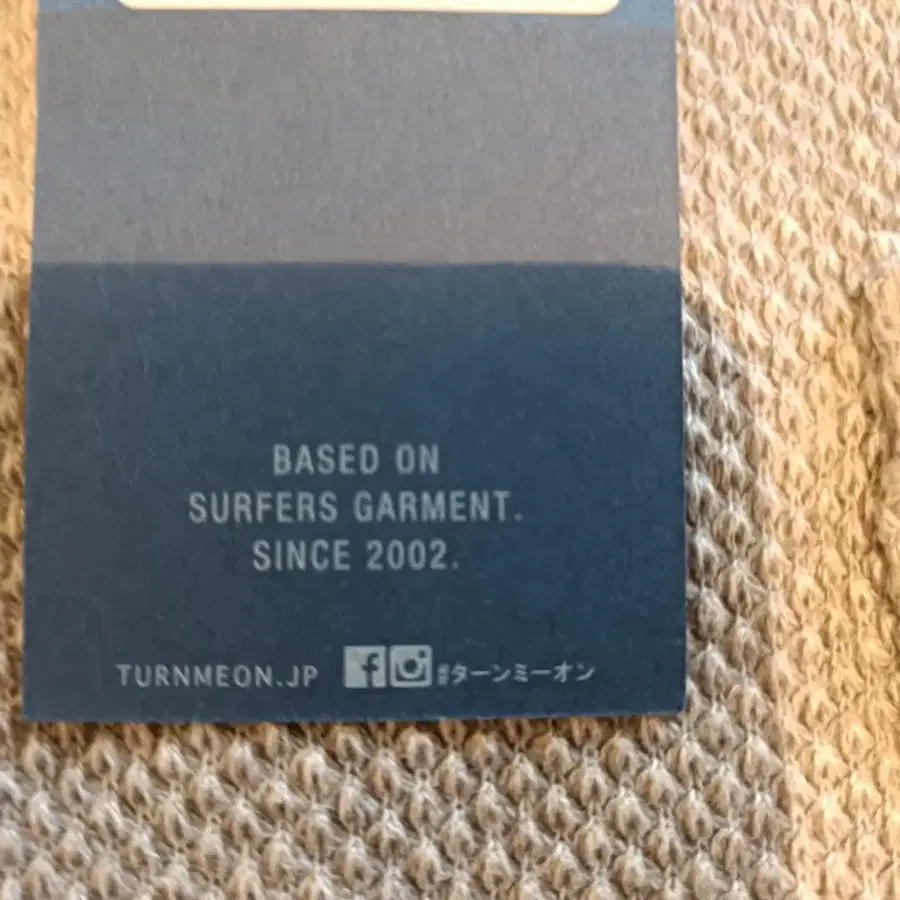 BASED ON
SURFERS GARMENT.
SINCE 2002.
TURNMEON.JP ターンミーオン